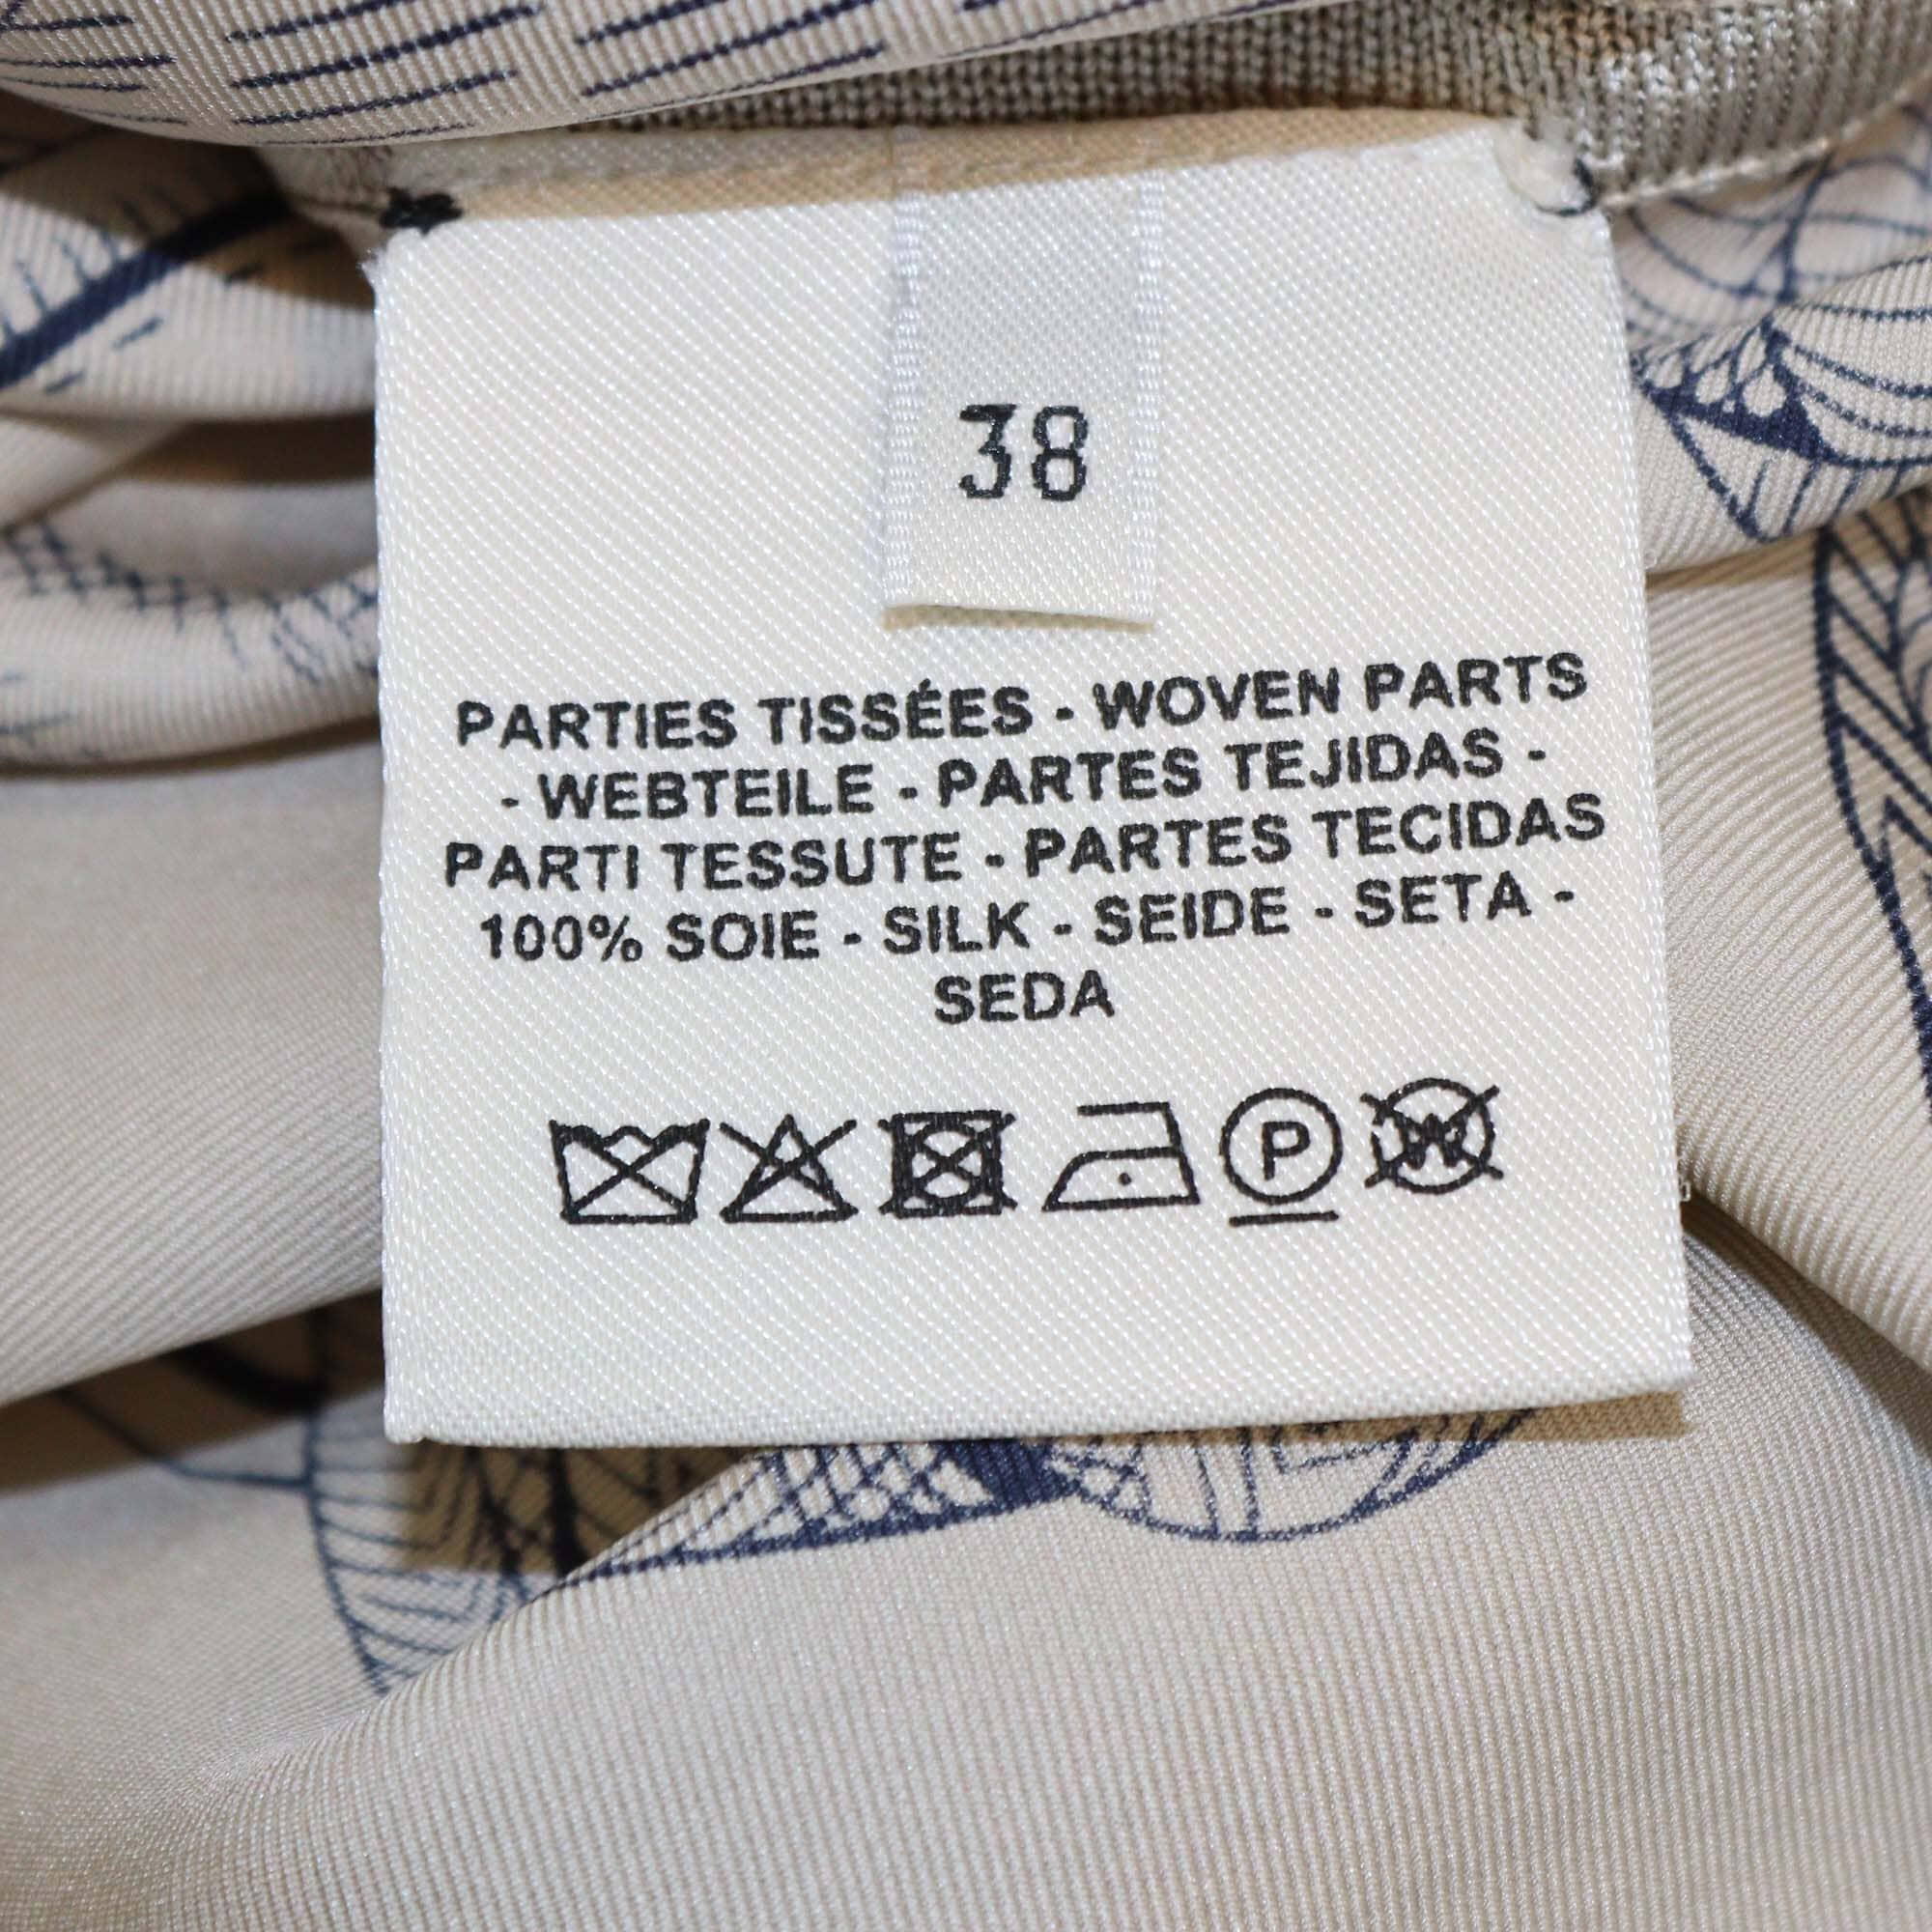 38
PARTIES TISSÉES - WOVEN PARTS
- WEBTEILE - PARTES TEJIDAS -
PARTI TESSUTE - PARTES TECIDAS
100% SOIE - SILK - SEIDE - SETA -
SEDA
P W